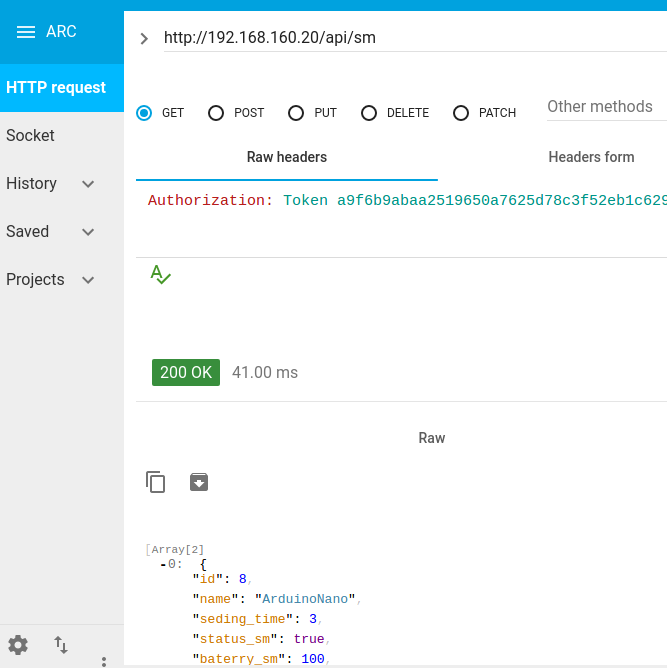 ARC
http://192.168.160.20/api/sm
HTTP request
GET POST PUT DELETE PATCH Other methods
Socket
Raw headers Headers form
History
Authorization: Token a9f6b9abaa2519650a7625d78c3f52eb1c629
Saved
Projects
200 OK 41.00 ms
Raw
[Array[2]
-0: {
"id": 8,
"name": "ArduinoNano",
"seding_time": 3,
"status_sm": true,
"baterry_sm": 100,